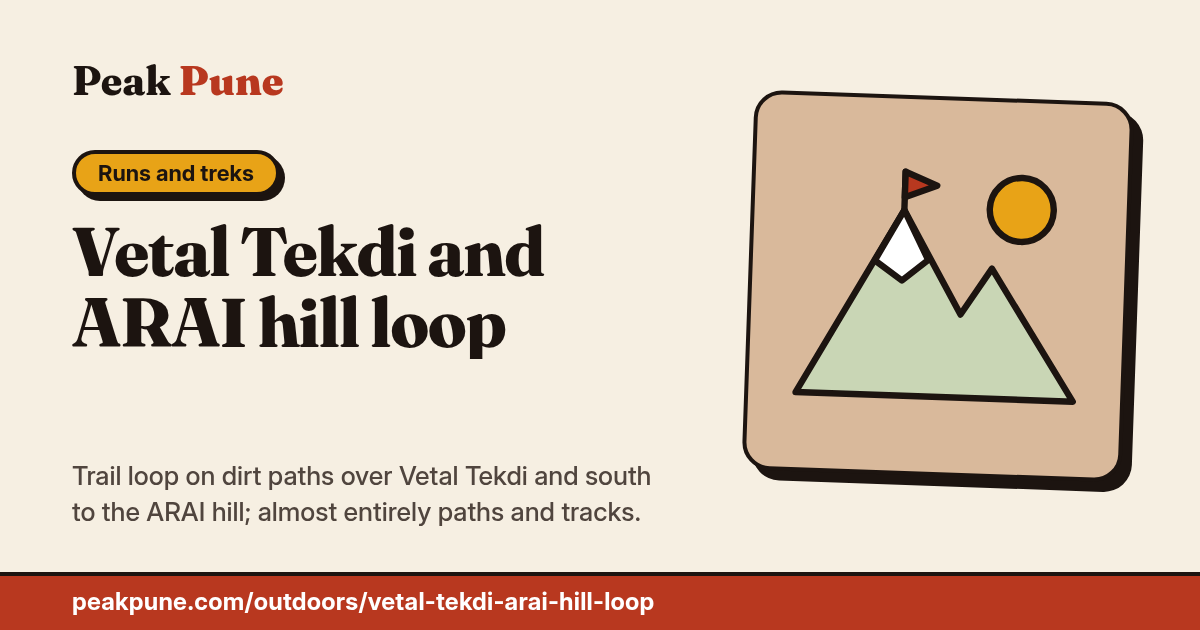 Peak Pune
Runs and treks
Vetal Tekdi and
ARAI hill loop
Trail loop on dirt paths over Vetal Tekdi and south
to the ARAI hill; almost entirely paths and tracks.
peakpune.com/outdoors/vetal-tekdi-arai-hill-loop